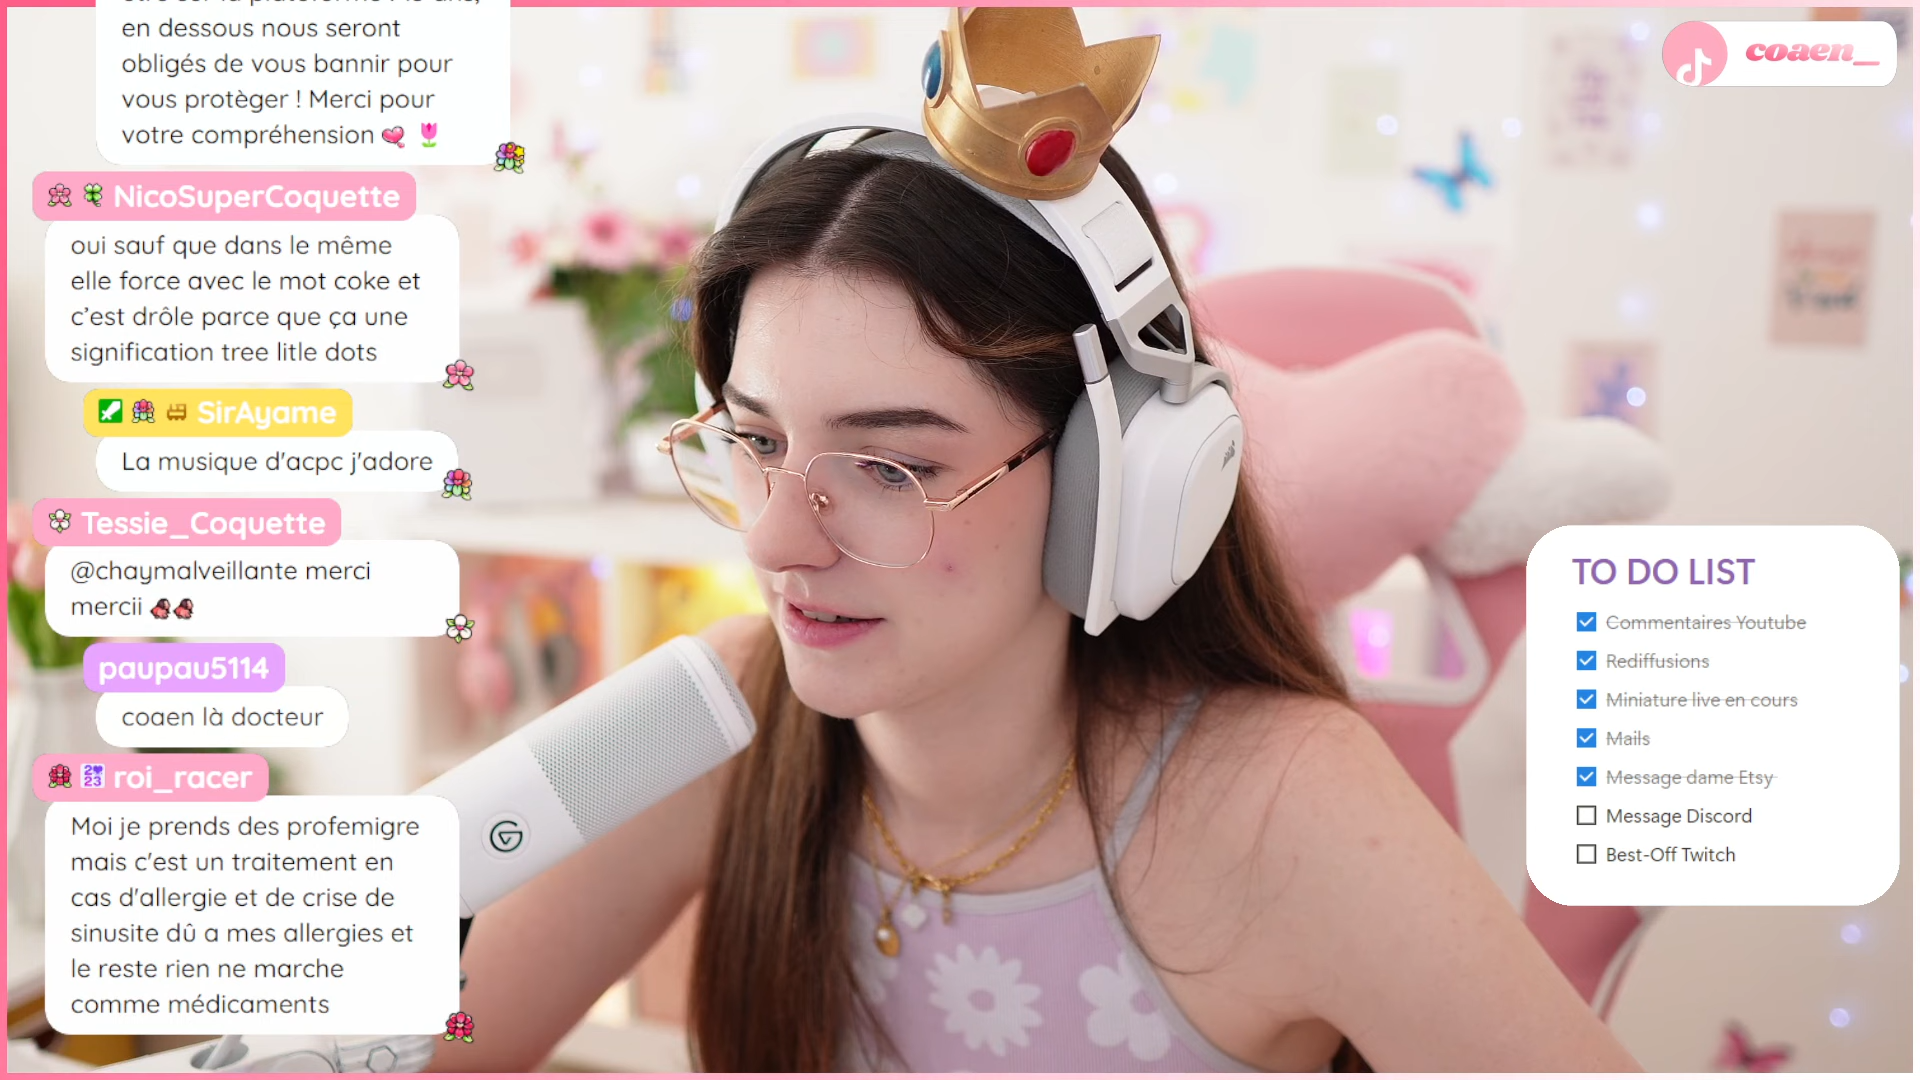 en dessous nous seront
obligés de vous bannir pour
vous protèger ! Merci pour
votre compréhension
NicoSuperCoquette
oui sauf que dans le même
elle force avec le mot coke et
c'est drôle parce que ça une
signification tree litle dots
SirAyame
La musique d'acpc j'adore
Tessie_Coquette
@chaymalveillante merci
mercii
paupau5114
coaen là docteur
2023 roi_racer
Moi je prends des profemigre
mais c'est un traitement en
cas d'allergie et de crise de
sinusite dû a mes allergies et
le reste rien ne marche
comme médicaments
coaen_
TO DO LIST
Commentaires Youtube
Rediffusions
Miniature live en cours
Mails
Message dame Etsy
Message Discord
Best-Off Twitch